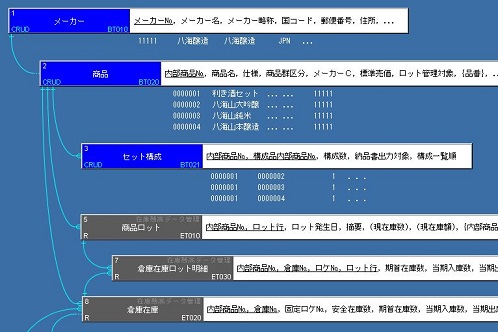 1
メーカー
CRUD BT010
メーカーNo, メーカー名, メーカー略称, 国コード, 郵便番号, 住所, ...
11111 八海醸造 八海醸造 JPN ...
2
商品
CRUD BT020
内部商品No, 商品名, 仕様, 商品群区分, メーカーC, 標準売価, ロット管理対象, {品番}, .
0000001 利き酒セット ... ... 11111
0000002 八海山大吟醸 ... ... 11111
0000003 八海山純米 ... ... 11111
0000004 八海山本醸造 ... ... 11111
3
セット構成
CRUD BT021
内部商品No, 構成品内部商品No, 構成数, 納品書出力対象, 構成一覧順
0000001 0000002 1 ...
0000001 0000003 1 ...
0000001 0000004 1 ...
5
在庫残高データ管理
商品ロット
R ET010
内部商品No, ロット行, ロット発生日, 摘要, (現在庫数), (現在庫額), {内部商品
7
在庫残高データ管理
倉庫在庫ロット明細
R ET030
内部商品No, 倉庫No, ロケNo, ロット行, 期首在庫数, 当期入庫数, 当期出
8
在庫残高データ管理
倉庫在庫
R ET020
内部商品No, 倉庫No, 固定ロケNo, 安全在庫数, 期首在庫数, 当期入庫数, 当期出